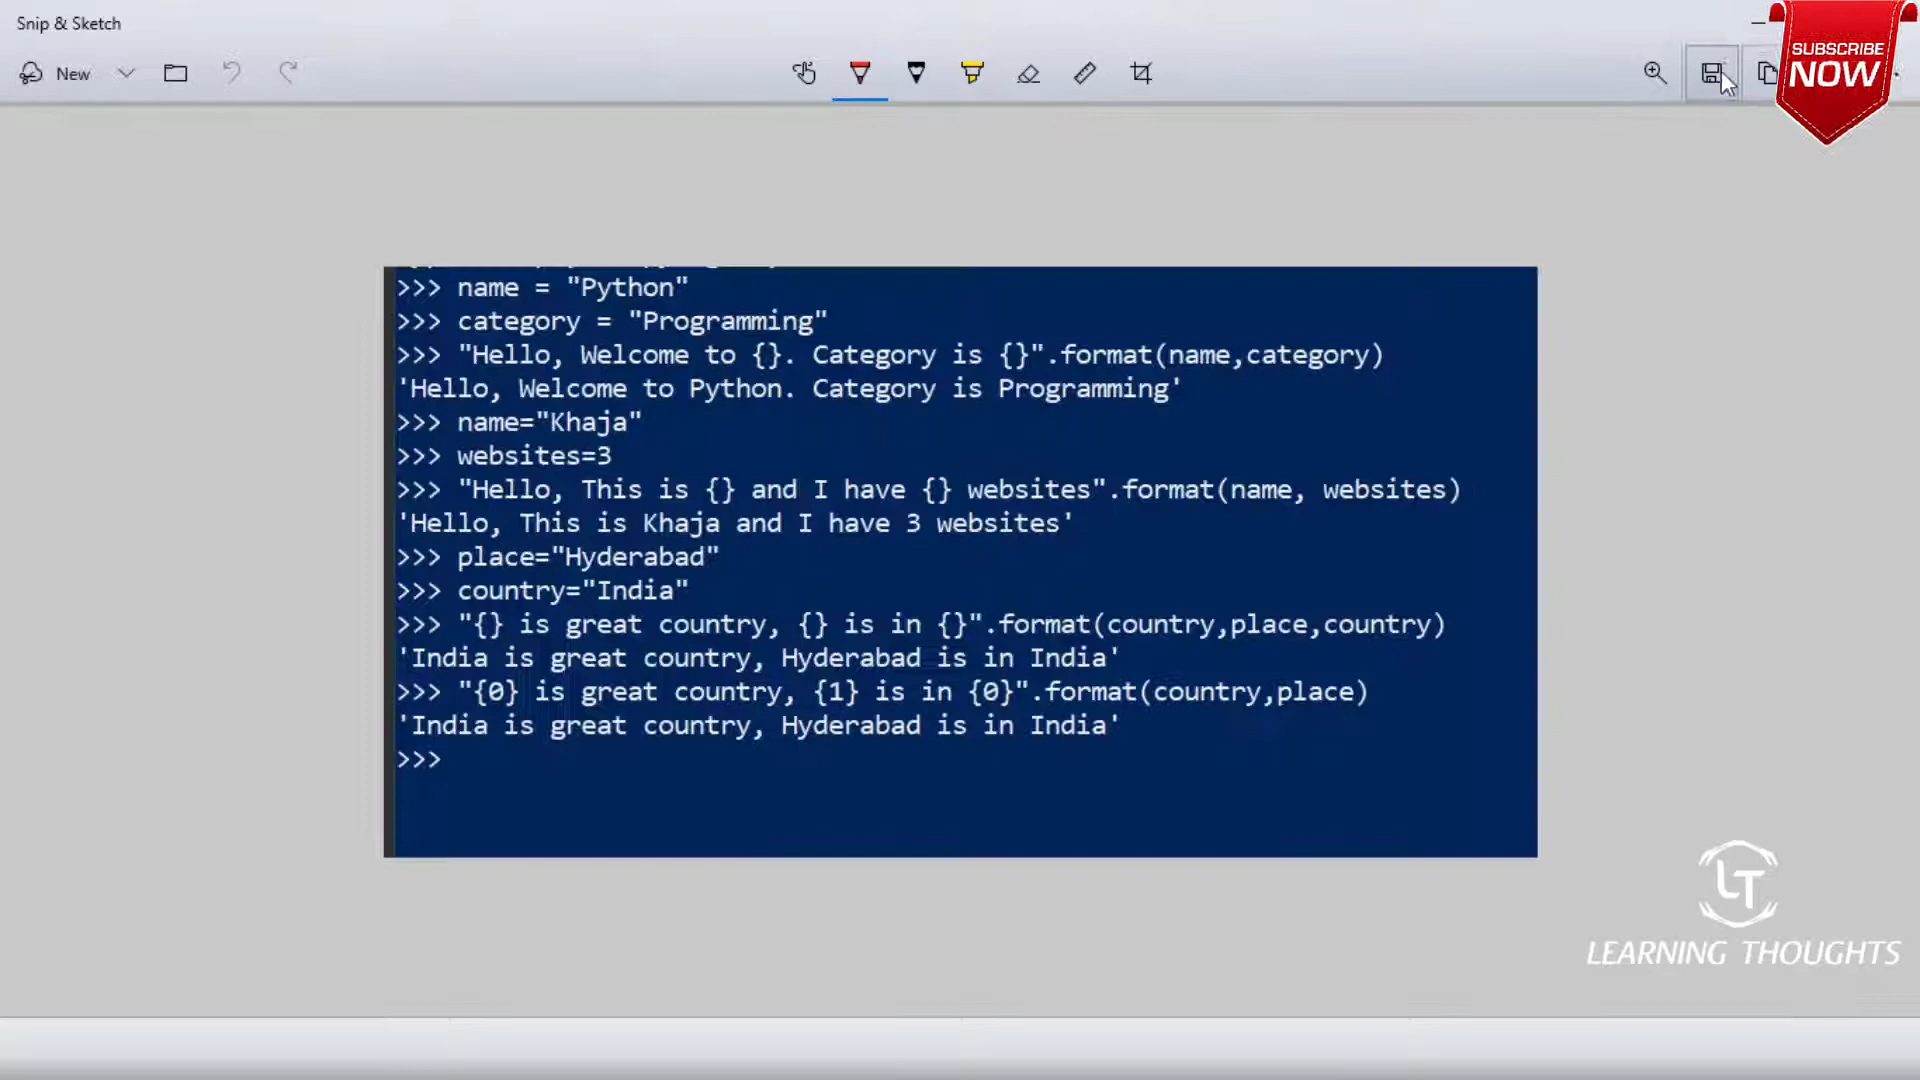 Snip & Sketch
New
SUBSCRIBE
NOW
>>> name = "Python"
>>> category = "Programming"
>>> "Hello, Welcome to {}. Category is {}".format(name,category)
'Hello, Welcome to Python. Category is Programming'
>>> name="Khaja"
>>> websites=3
>>> "Hello, This is {} and I have {} websites".format(name, websites)
'Hello, This is Khaja and I have 3 websites'
>>> place="Hyderabad"
>>> country="India"
>>> "{} is great country, {} is in {}".format(country,place,country)
'India is great country, Hyderabad is in India'
>>> "{0} is great country, {1} is in {0}".format(country,place)
'India is great country, Hyderabad is in India'
>>>
LT
LEARNING THOUGHTS